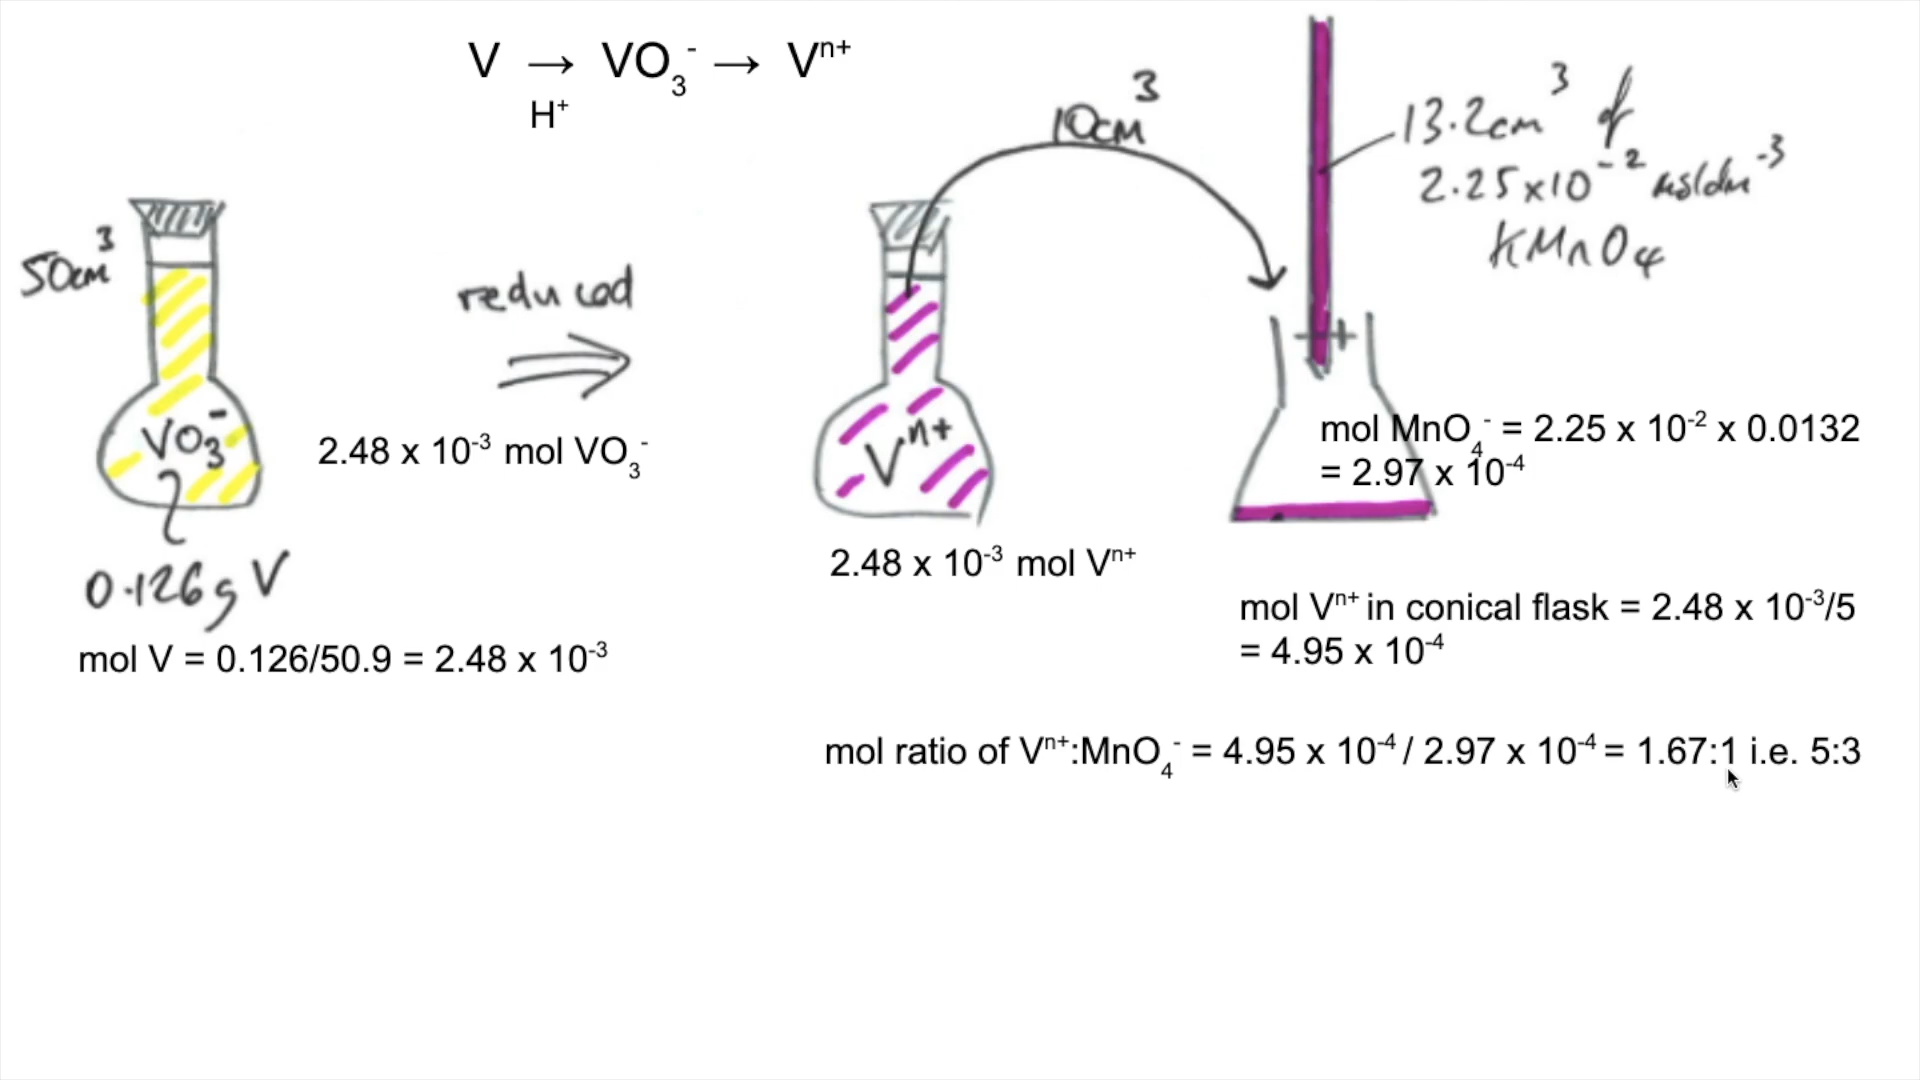 V → VO₃⁻ → Vⁿ⁺
H⁺
50cm³
VO₃⁻
0.126g V
mol V = 0.126/50.9 = 2.48 x 10⁻³
reduced
2.48 x 10⁻³ mol VO₃⁻
10cm³
Vⁿ⁺
2.48 x 10⁻³ mol Vⁿ⁺
13.2cm³ of
2.25x10⁻² moldm⁻³
KMnO₄
mol MnO₄⁻ = 2.25 x 10⁻² x 0.0132
= 2.97 x 10⁻⁴
mol Vⁿ⁺ in conical flask = 2.48 x 10⁻³/5
= 4.95 x 10⁻⁴
mol ratio of Vⁿ⁺:MnO₄⁻ = 4.95 x 10⁻⁴ / 2.97 x 10⁻⁴ = 1.67:1 i.e. 5:3